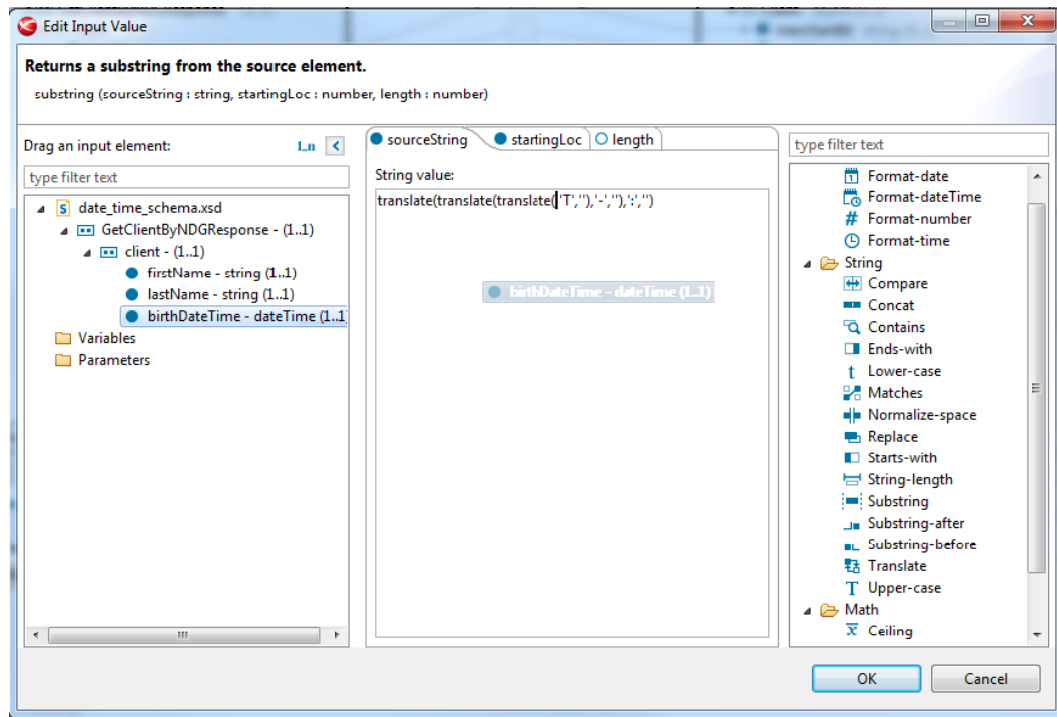 Edit Input Value
Returns a substring from the source element.
substring (sourceString : string, startingLoc : number, length : number)
Drag an input element:
1..n
type filter text
date_time_schema.xsd
GetClientByNDGResponse - (1..1)
client - (1..1)
firstName - string (1..1)
lastName - string (1..1)
birthDateTime - dateTime (1..1
Variables
Parameters
sourceString
startingLoc
length
String value:
translate(translate(translate( 'T',''),'-',''),':','')
birthDateTime - dateTime (1..1)
type filter text
Format-date
Format-dateTime
Format-number
Format-time
String
Compare
Concat
Contains
Ends-with
Lower-case
Matches
Normalize-space
Replace
Starts-with
String-length
Substring
Substring-after
Substring-before
Translate
Upper-case
Math
Ceiling
OK
Cancel